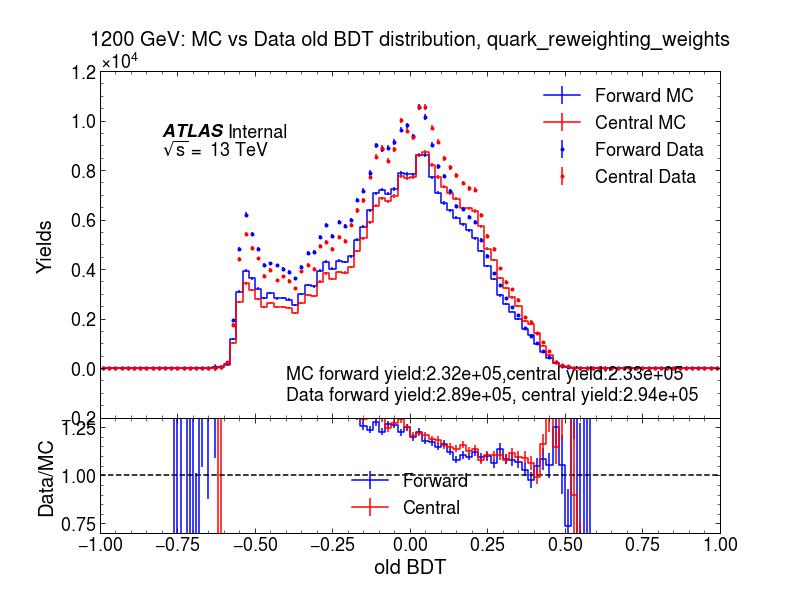 1200 GeV: MC vs Data old BDT distribution, quark_reweighting_weights
×10⁴
1.2
1.0
0.8
0.6
0.4
0.2
0.0
0.2
Yields
ATLAS Internal
√s = 13 TeV
Forward MC
Central MC
Forward Data
Central Data
MC forward yield:2.32e+05,central yield:2.33e+05
Data forward yield:2.89e+05, central yield:2.94e+05
1.25
1.00
0.75
Data/MC
Forward
Central
−1.00 −0.75 −0.50 −0.25 0.00 0.25 0.50 0.75 1.00
old BDT